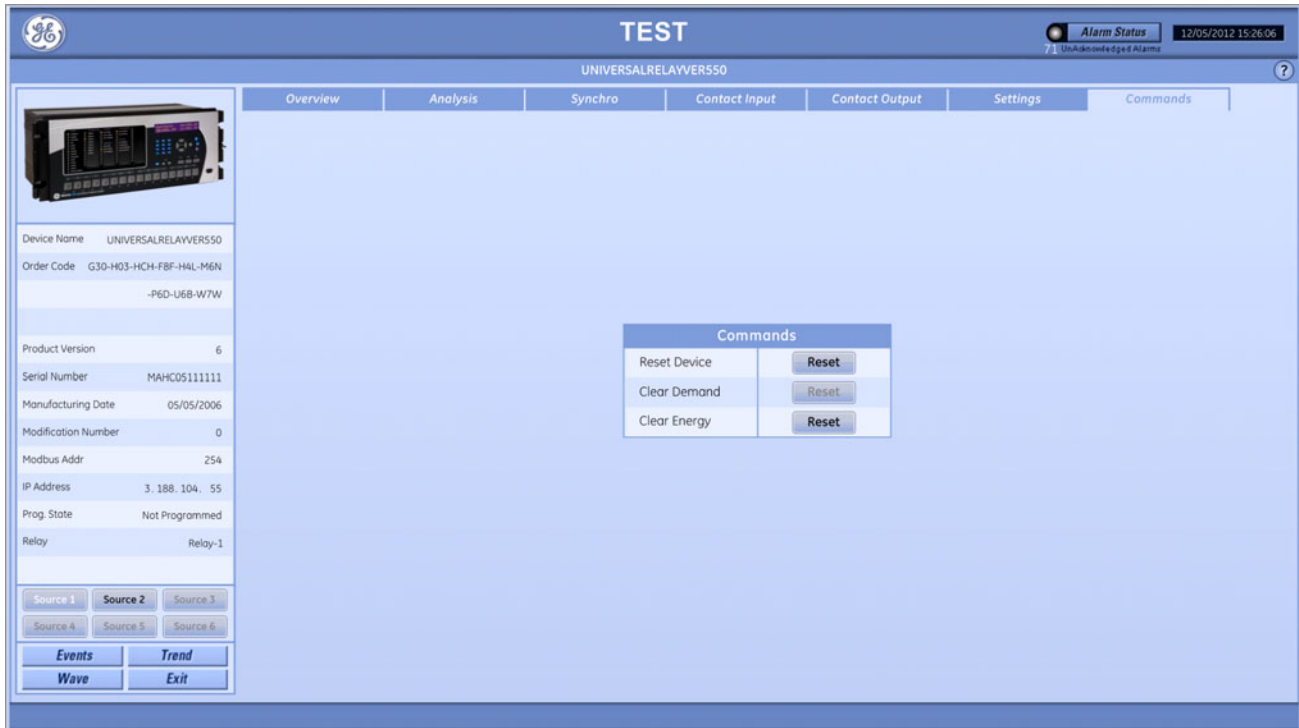 GE
TEST
Alarm Status
12/05/2012 15:26:06
71 UnAcknowledged Alarms
UNIVERSALRELAYVER550
?
Overview
Analysis
Synchro
Contact Input
Contact Output
Settings
Commands
Device Name UNIVERSALRELAYVER550
Order Code G30-H03-HCH-F8F-H4L-M6N
-P6D-U6B-W7W
Product Version 6
Serial Number MAHC05111111
Manufacturing Date 05/05/2006
Modification Number 0
Modbus Addr 254
IP Address 3. 188. 104. 55
Prog. State Not Programmed
Relay Relay-1
Source 1 Source 2 Source 3
Source 4 Source 5 Source 6
Events Trend
Wave Exit
Commands
Reset Device Reset
Clear Demand Reset
Clear Energy Reset